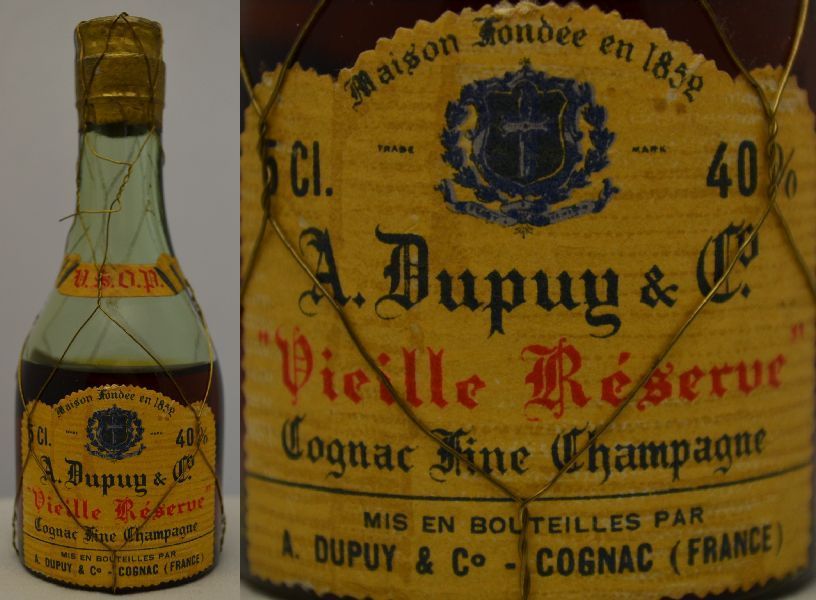 V.S.O.P.
Maison Fondée en 1852
5 Cl. TRADE MARK 40%
A. Dupuy & Co.
"Vieille Réserve"
Cognac Fine Champagne
MIS EN BOUTEILLES PAR
A. DUPUY & Co - COGNAC (FRANCE)
Maison Fondée en 1852
TRADE MARK
5 Cl. 40%
A. Dupuy & Co.
"Vieille Réserve"
Cognac Fine Champagne
MIS EN BOUTEILLES PAR
A. DUPUY & Co - COGNAC (FRANCE)